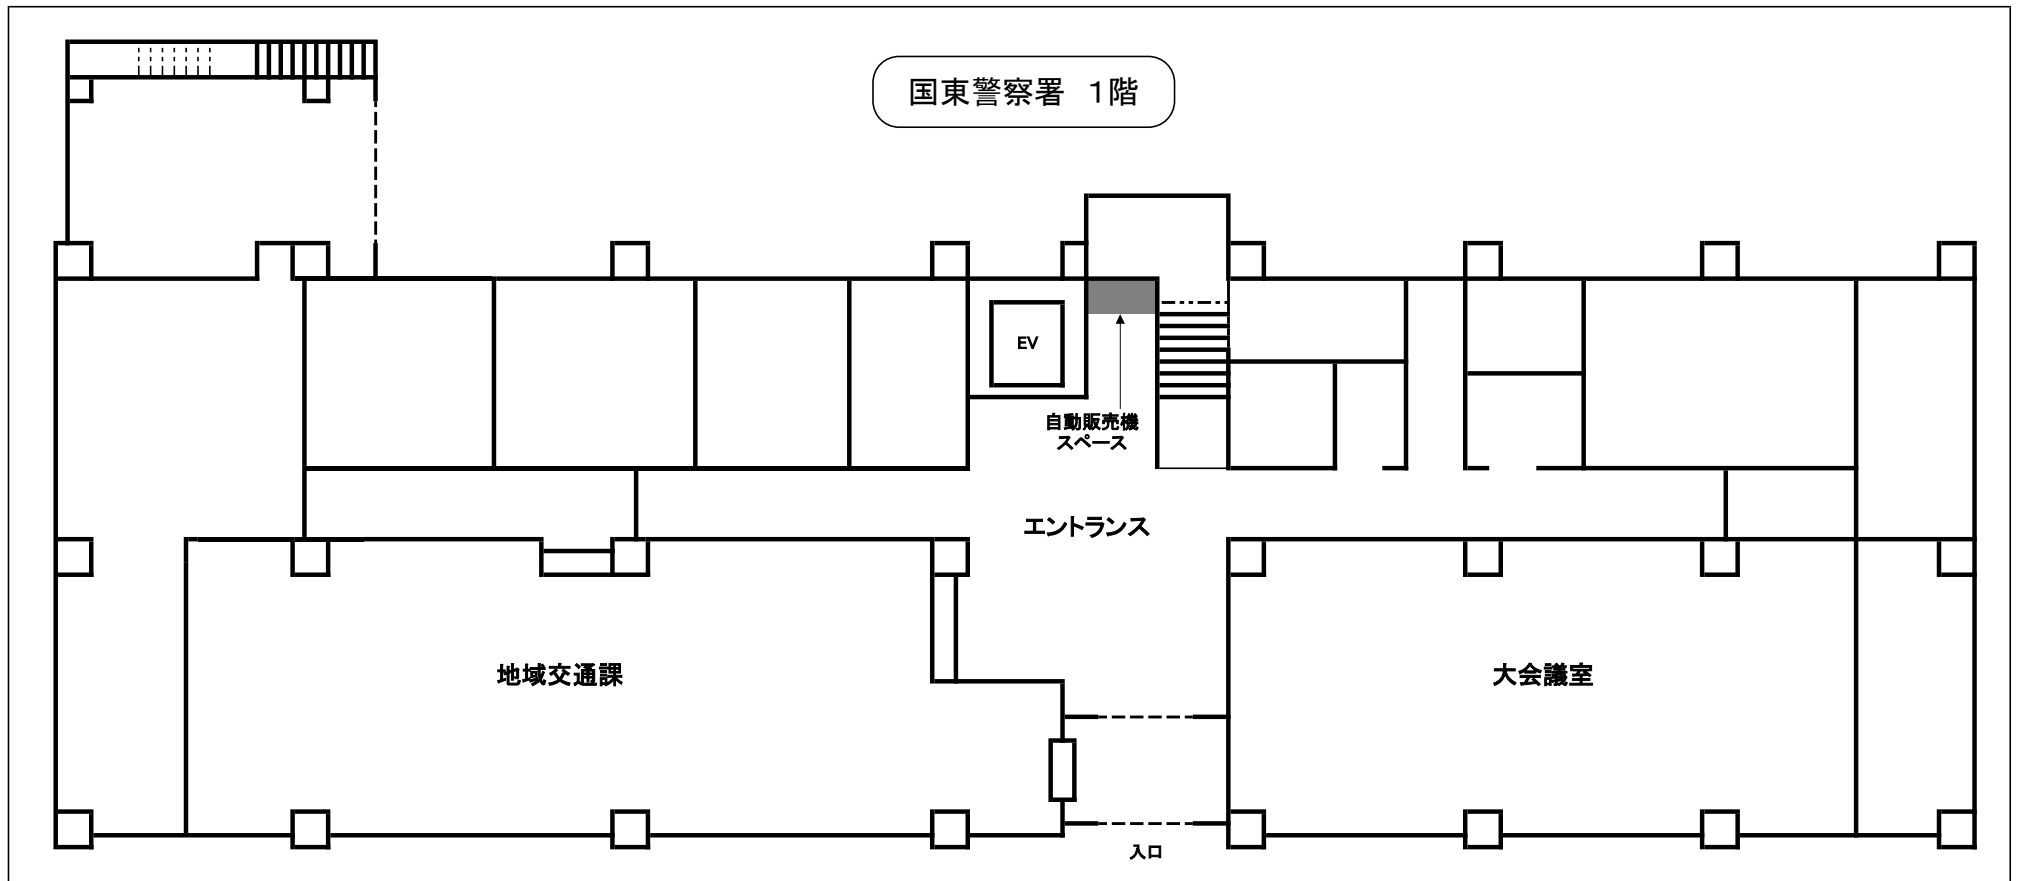 国東警察署　１階
EV
自動販売機
スペース
エントランス
地域交通課
大会議室
入口